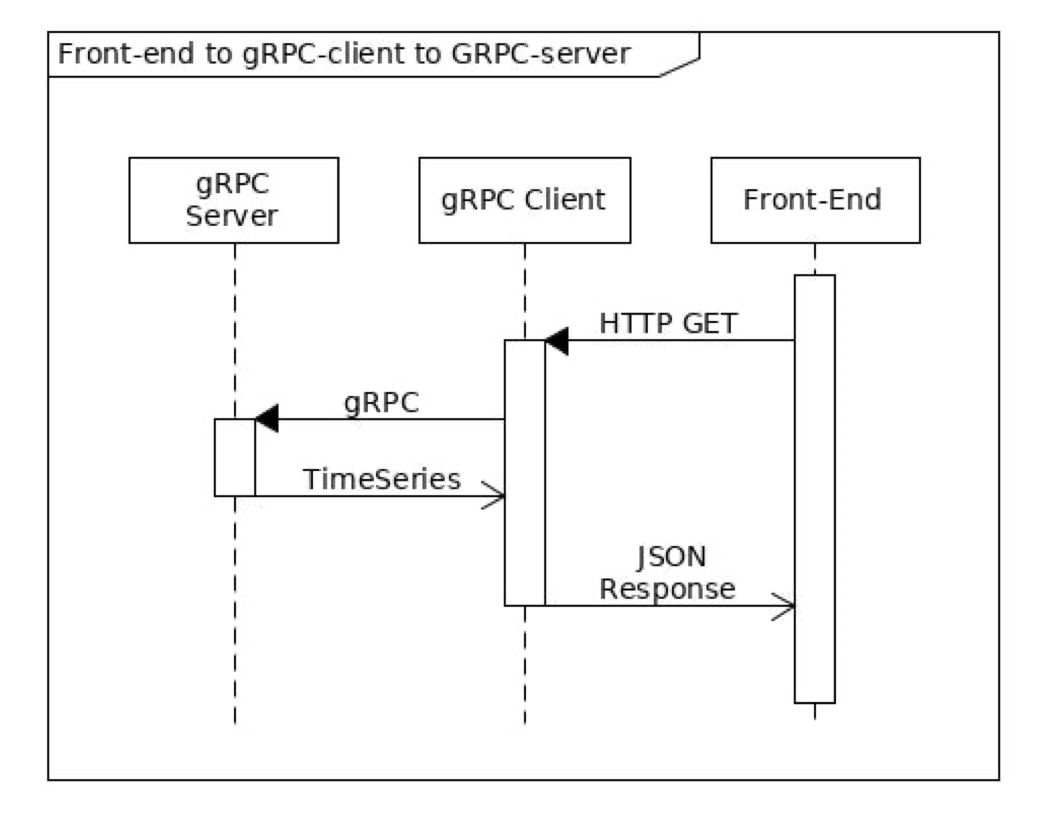 Front-end to gRPC-client to GRPC-server
gRPC
Server
gRPC Client
Front-End
HTTP GET
gRPC
TimeSeries
JSON
Response